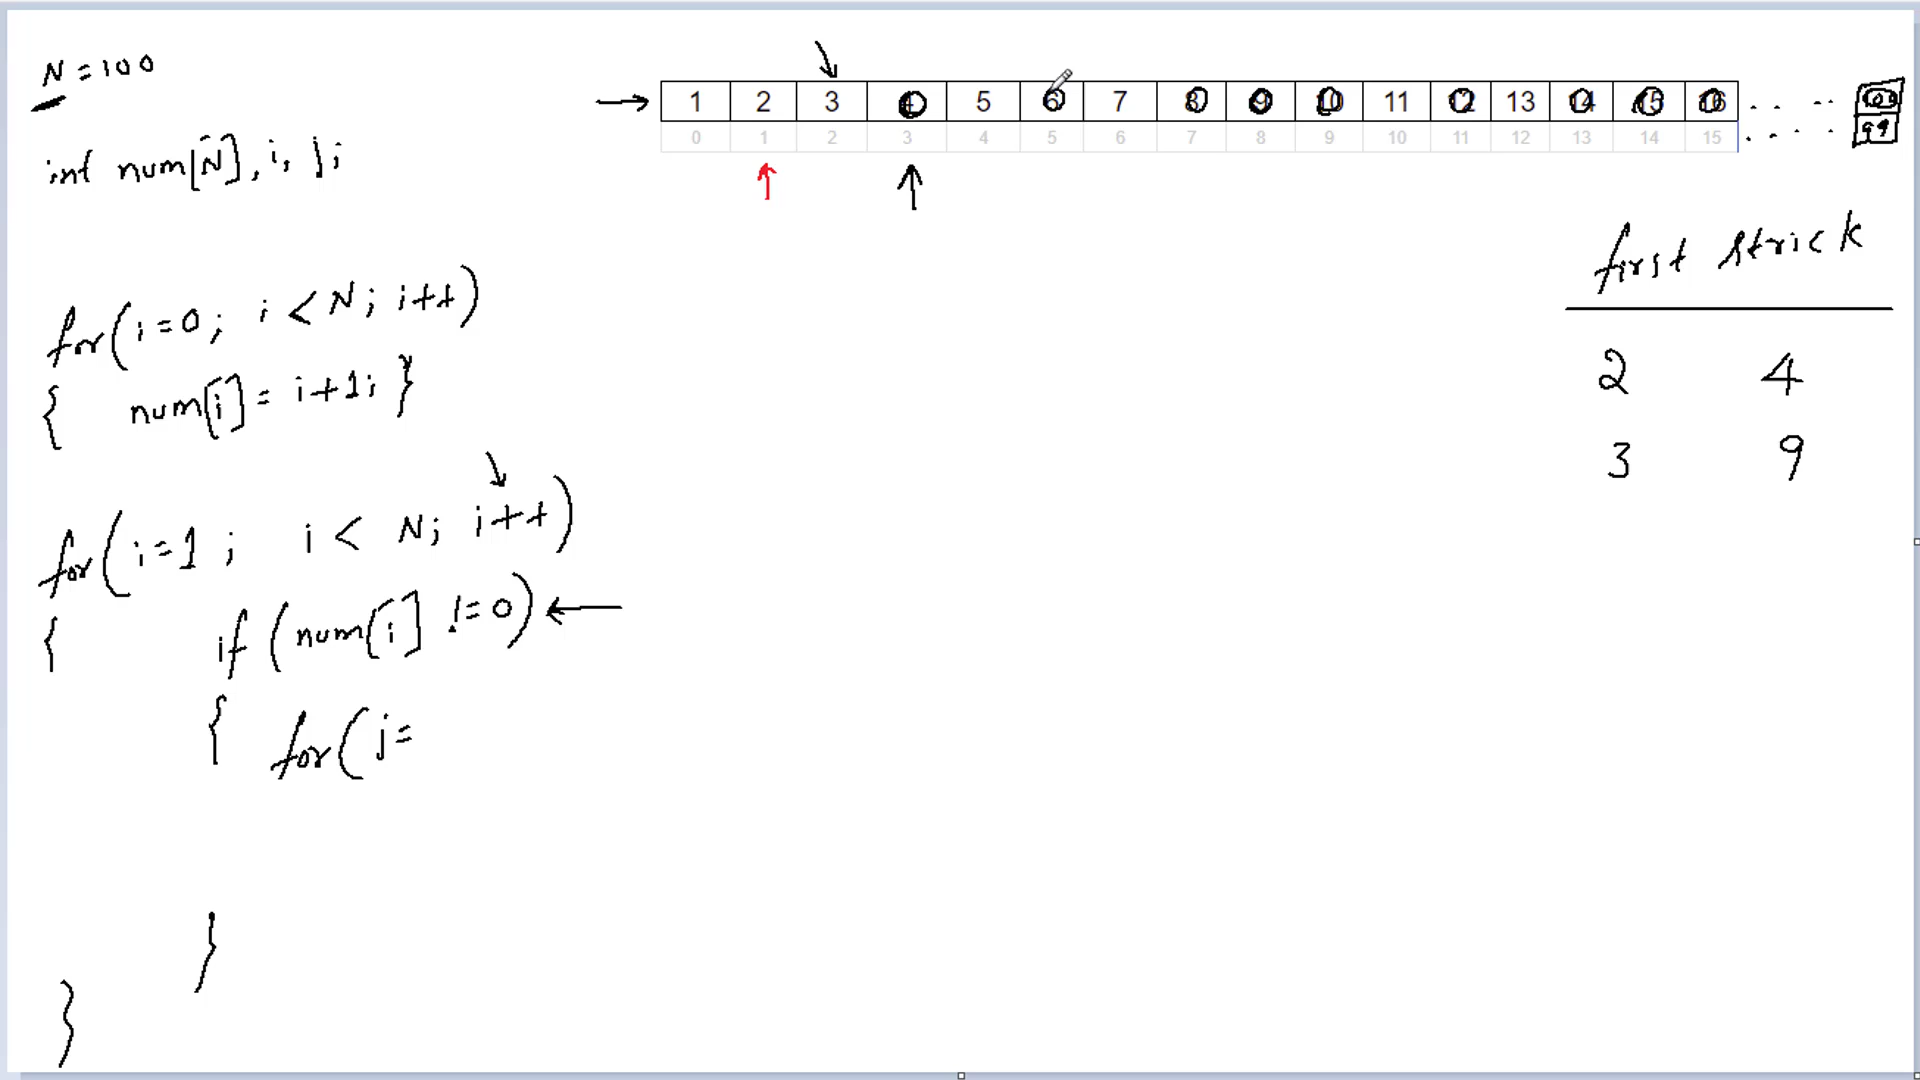 N = 100
int num[N], i, j;
for(i=0; i < N; i++)
{ num[i] = i+1; }
for(i=1; i < N; i++)
{ if (num[i] != 0)
{ for(j=
}
}
1 2 3 4 5 6 7 8 9 10 11 12 13 14 15 16 . . . . 100
0 1 2 3 4 5 6 7 8 9 10 11 12 13 14 15 . . . . 99
first strick
2 4
3 9